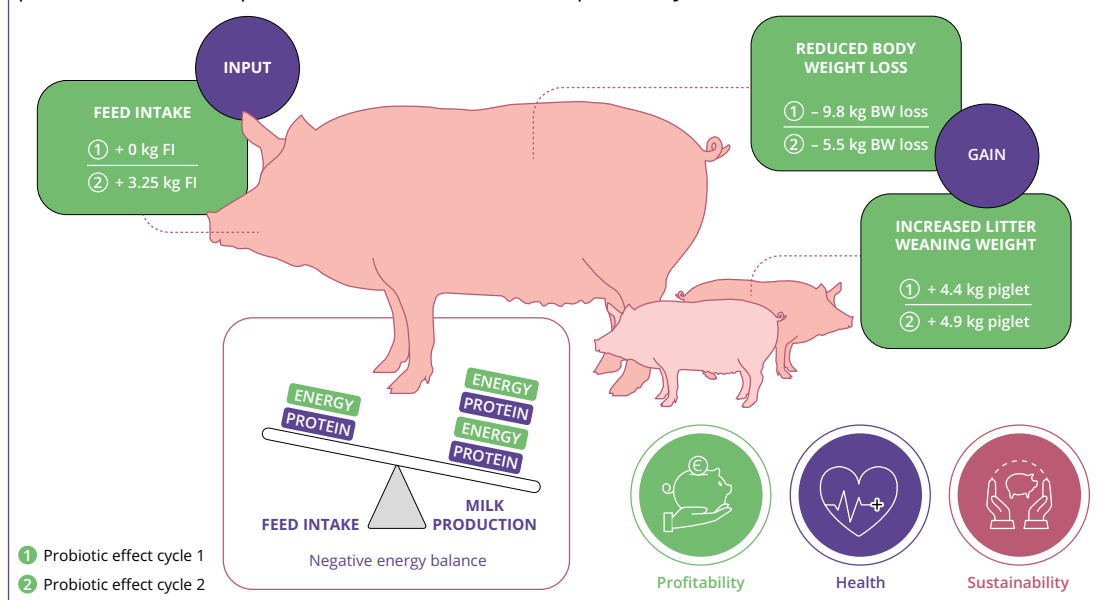 INPUT
FEED INTAKE
1 + 0 kg FI
2 + 3.25 kg FI
REDUCED BODY
WEIGHT LOSS
1 – 9.8 kg BW loss
2 – 5.5 kg BW loss
GAIN
INCREASED LITTER
WEANING WEIGHT
1 + 4.4 kg piglet
2 + 4.9 kg piglet
ENERGY
PROTEIN
ENERGY
PROTEIN
ENERGY
PROTEIN
FEED INTAKE
MILK
PRODUCTION
Negative energy balance
1 Probiotic effect cycle 1
2 Probiotic effect cycle 2
€
Profitability
Health
Sustainability